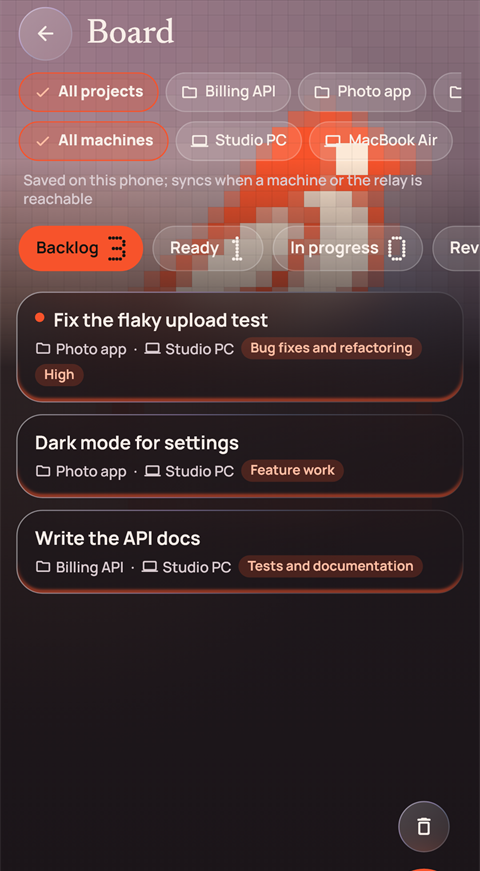 Board
All projects Billing API Photo app
All machines Studio PC MacBook Air
Saved on this phone; syncs when a machine or the relay is
reachable
Backlog 3 Ready 1 In progress 0 Rev
Fix the flaky upload test
Photo app · Studio PC Bug fixes and refactoring
High
Dark mode for settings
Photo app · Studio PC Feature work
Write the API docs
Billing API · Studio PC Tests and documentation